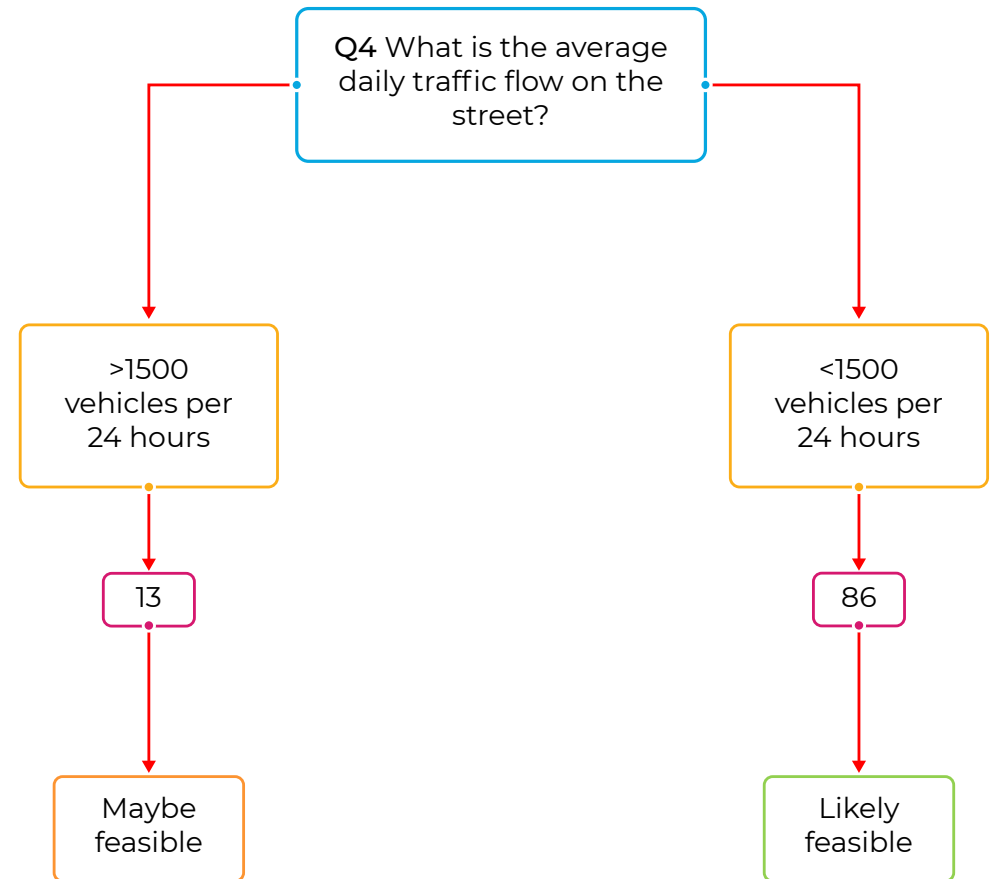 Q4 What is the average
daily traffic flow on the
street?
>1500
vehicles per
24 hours
<1500
vehicles per
24 hours
13
86
Maybe
feasible
Likely
feasible